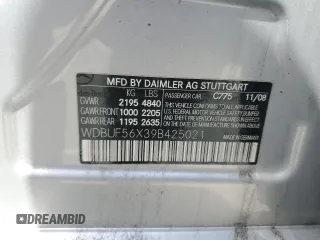 MFG BY DAIMLER AG STUTTGART
KG LBS PASSENGER CAR C775 11/08
GVWR 2195 4840
GAWR FRONT 1000 2205
GAWR REAR 1195 2635
WDBUF56X39B425021
MADE IN GERMANY
DREAMBID